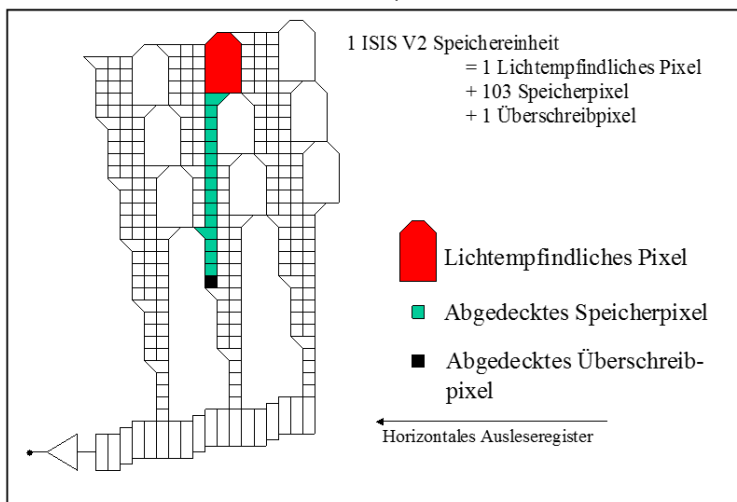 1 ISIS V2 Speichereinheit
= 1 Lichtempfindliches Pixel
+ 103 Speicherpixel
+ 1 Überschreibpixel
Lichtempfindliches Pixel
Abgedecktes Speicherpixel
Abgedecktes Überschreib-
pixel
Horizontales Ausleseregister